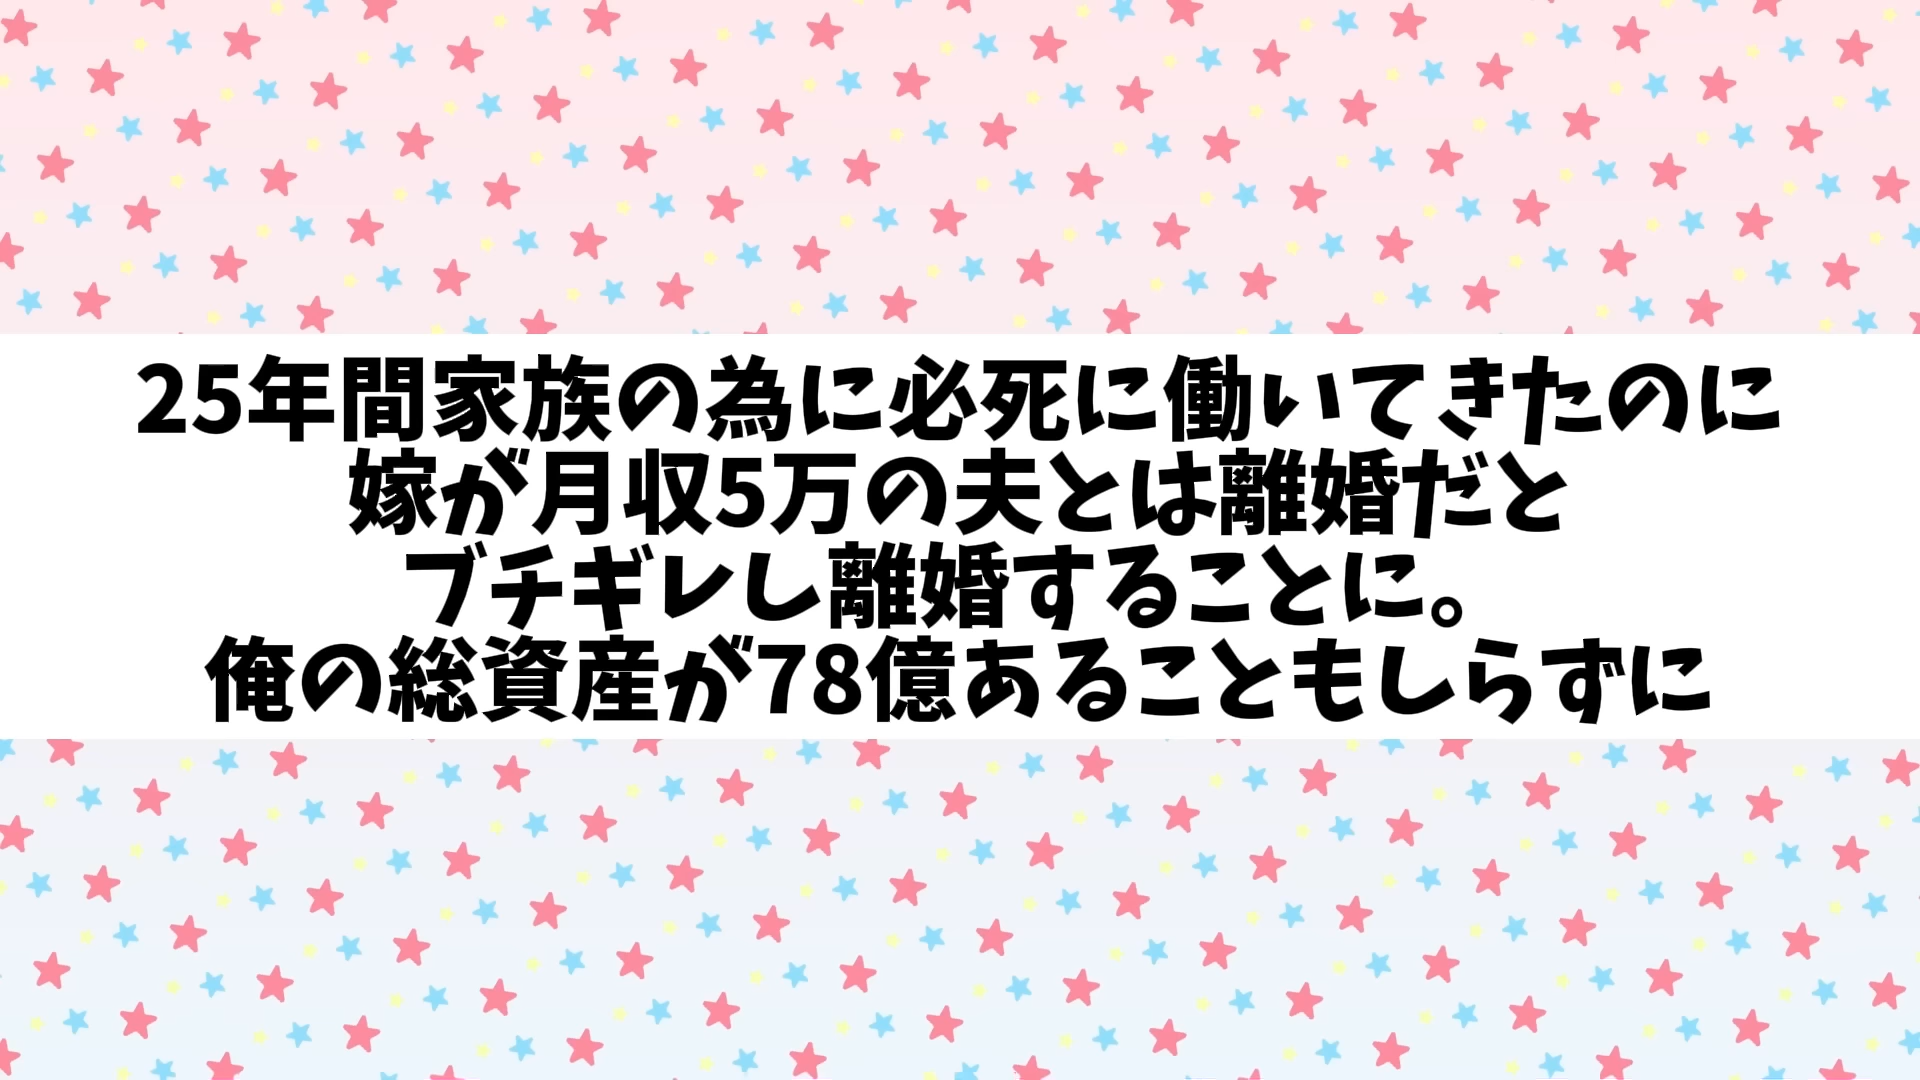 25年間家族の為に必死に働いてきたのに
嫁が月収5万の夫とは離婚だと
ブチギレし離婚することに。
俺の総資産が78億あることもしらずに